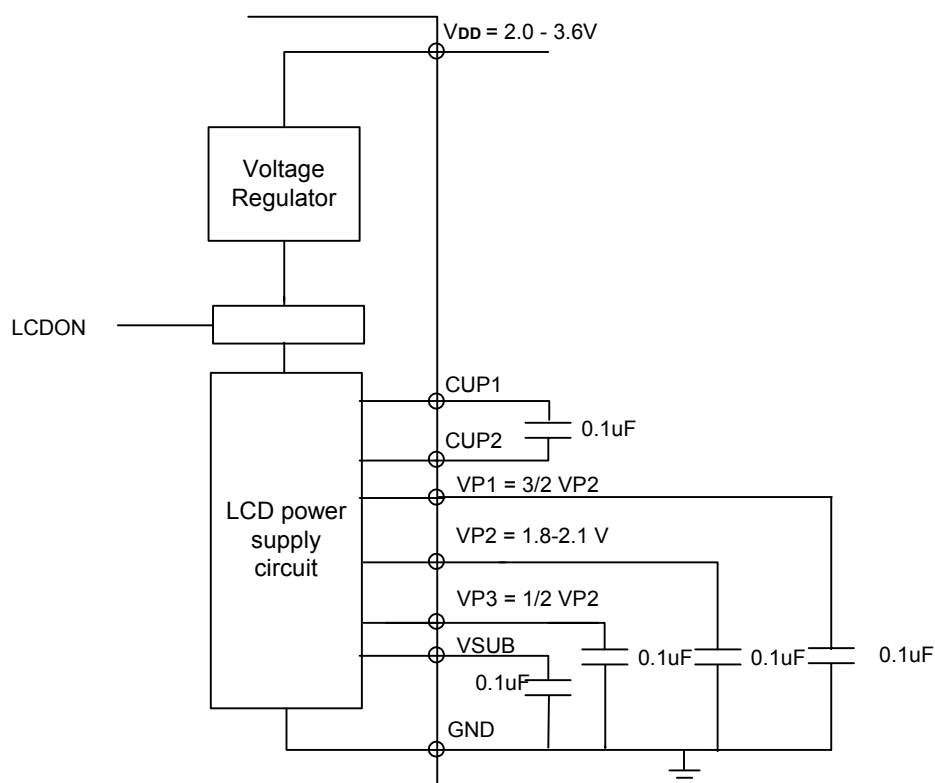 VDD = 2.0 - 3.6V
Voltage
Regulator
LCDON
CUP1
0.1uF
CUP2
VP1 = 3/2 VP2
LCD power
supply
circuit
VP2 = 1.8-2.1 V
VP3 = 1/2 VP2
VSUB
0.1uF
0.1uF
0.1uF
0.1uF
GND